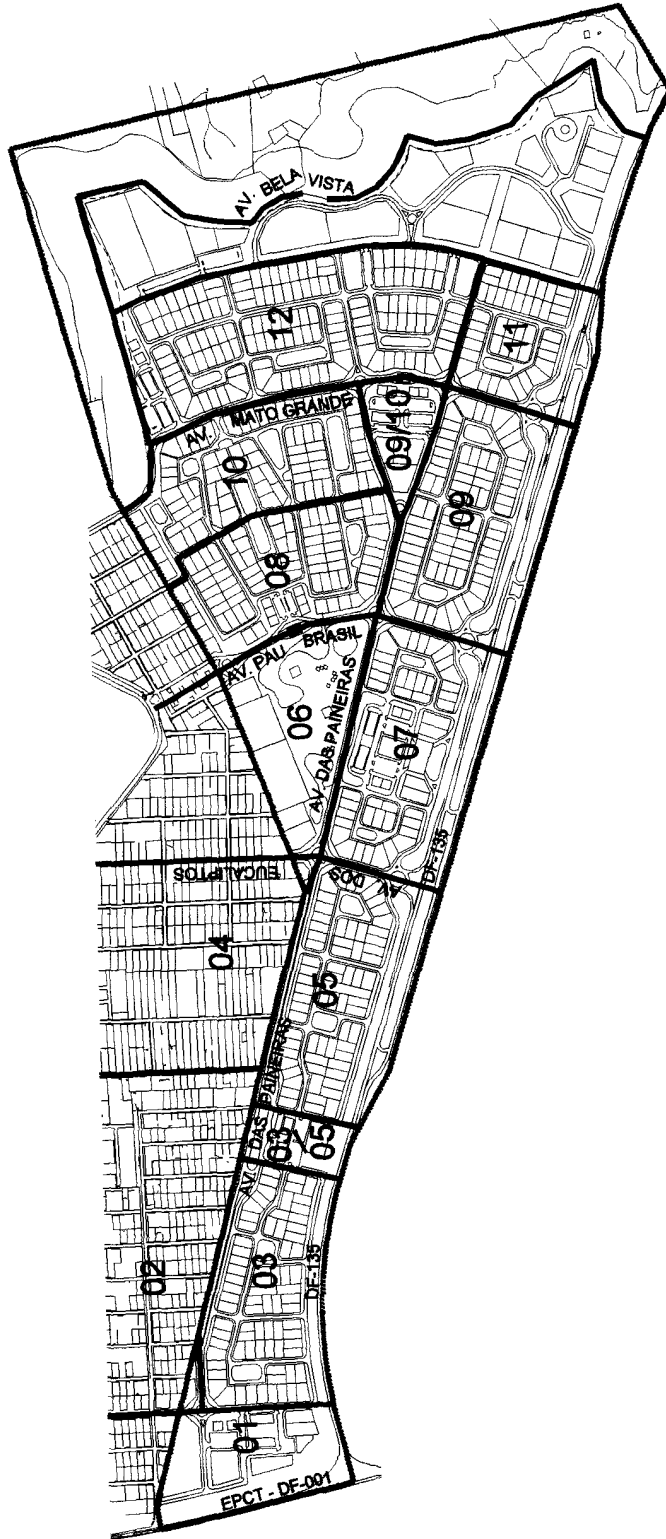 AV. BELA VISTA
12
11
AV. MATO GRANDE
10
09/10
09
08
AV. PAU BRASIL
06
AV. DAS PAINEIRAS
07
DF-135
EUCALIPTOS
AV. DOS
04
05
AV. DAS PAINEIRAS
03/05
02
03
DF-135
01
EPCT - DF-001